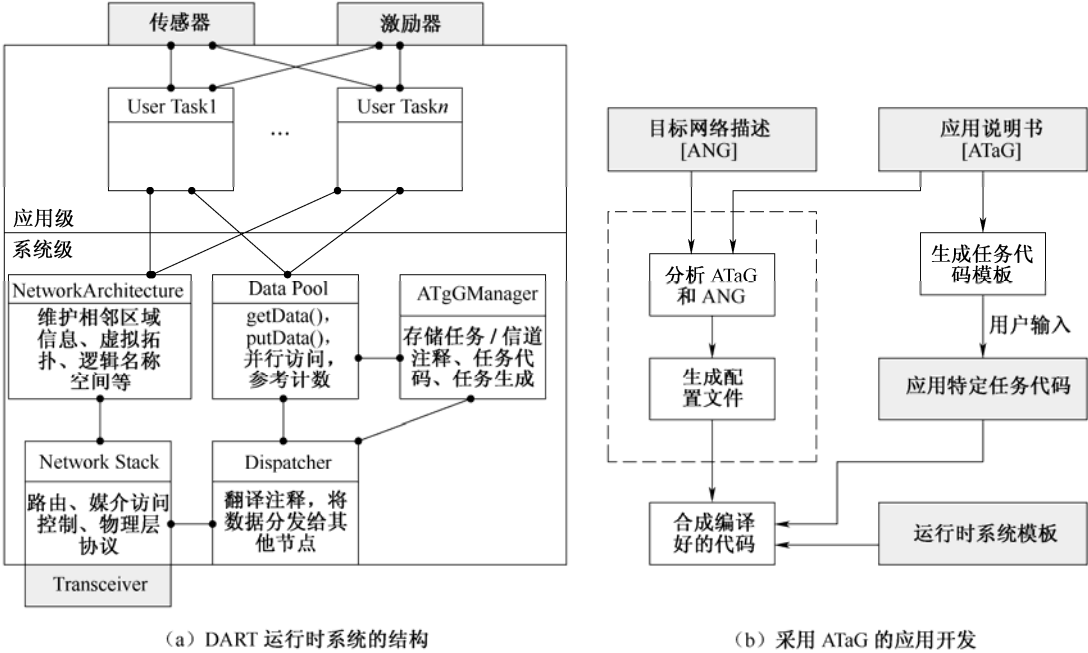 传感器
激励器
User Task1
...
User Taskn
应用级
系统级
NetworkArchitecture
维护相邻区域
信息、虚拟拓
扑、逻辑名称
空间等
Data Pool
getData(),
putData(),
并行访问,
参考计数
ATgGManager
存储任务/信道
注释、任务代
码、任务生成
Network Stack
路由、媒介访问
控制、物理层
协议
Dispatcher
翻译注释，将
数据分发给其
他节点
Transceiver
（a）DART 运行时系统的结构
目标网络描述
[ANG]
应用说明书
[ATaG]
分析 ATaG
和 ANG
生成任务代
码模板
用户输入
生成配
置文件
应用特定任务代码
合成编译
好的代码
运行时系统模板
（b）采用 ATaG 的应用开发